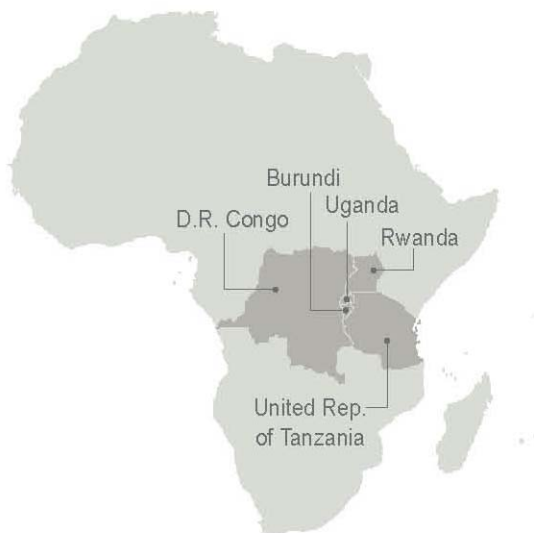 Burundi
Uganda
D.R. Congo
Rwanda
United Rep.
of Tanzania